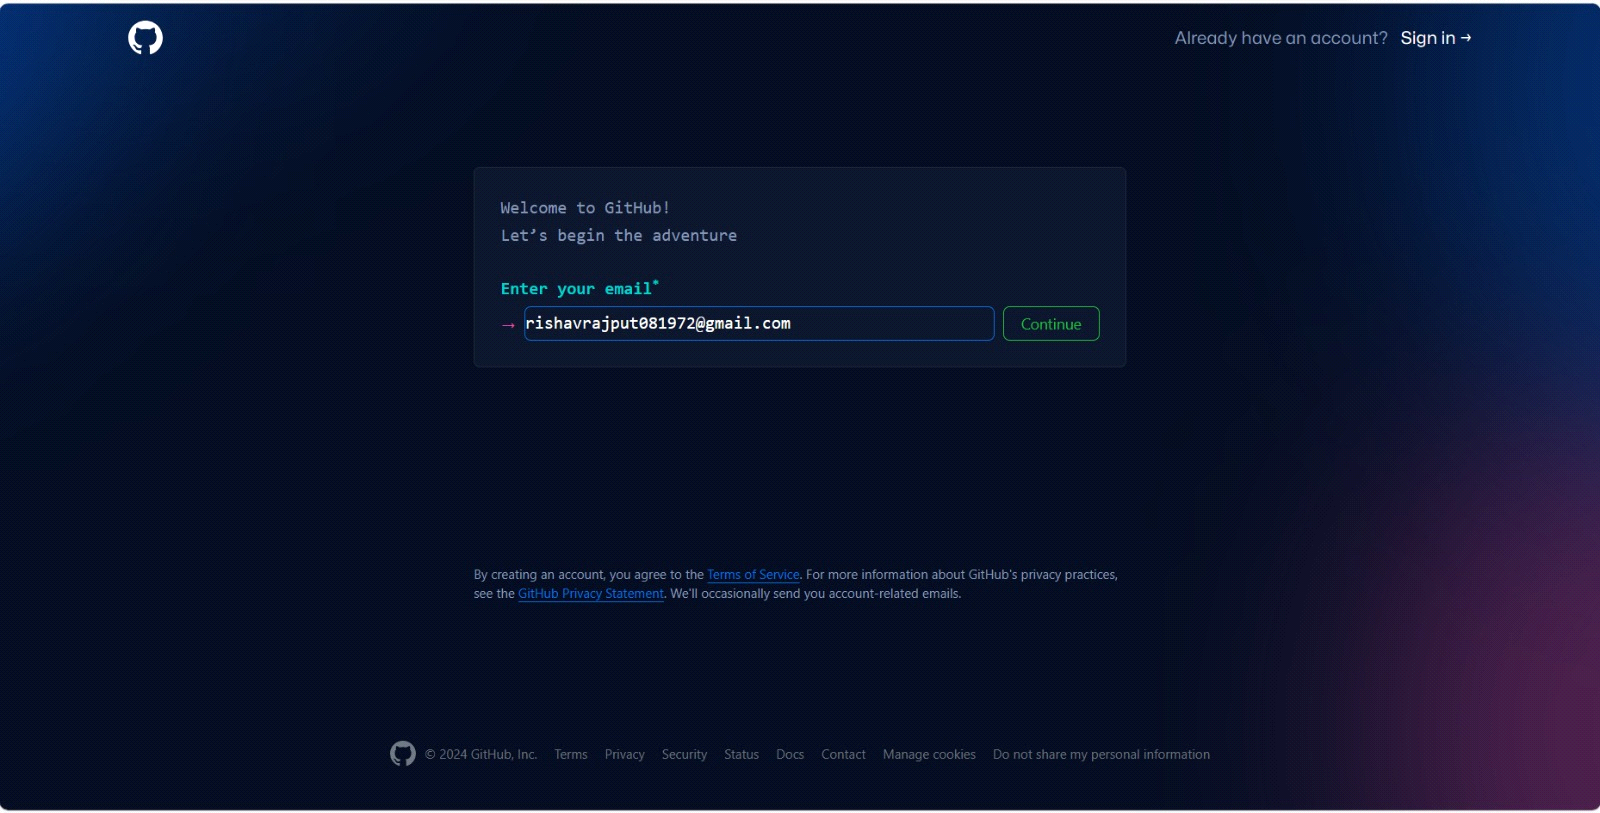 Already have an account? Sign in →
Welcome to GitHub!
Let’s begin the adventure
Enter your email*
→ rishavrajput081972@gmail.com Continue
By creating an account, you agree to the Terms of Service. For more information about GitHub's privacy practices,
see the GitHub Privacy Statement. We'll occasionally send you account-related emails.
© 2024 GitHub, Inc. Terms Privacy Security Status Docs Contact Manage cookies Do not share my personal information